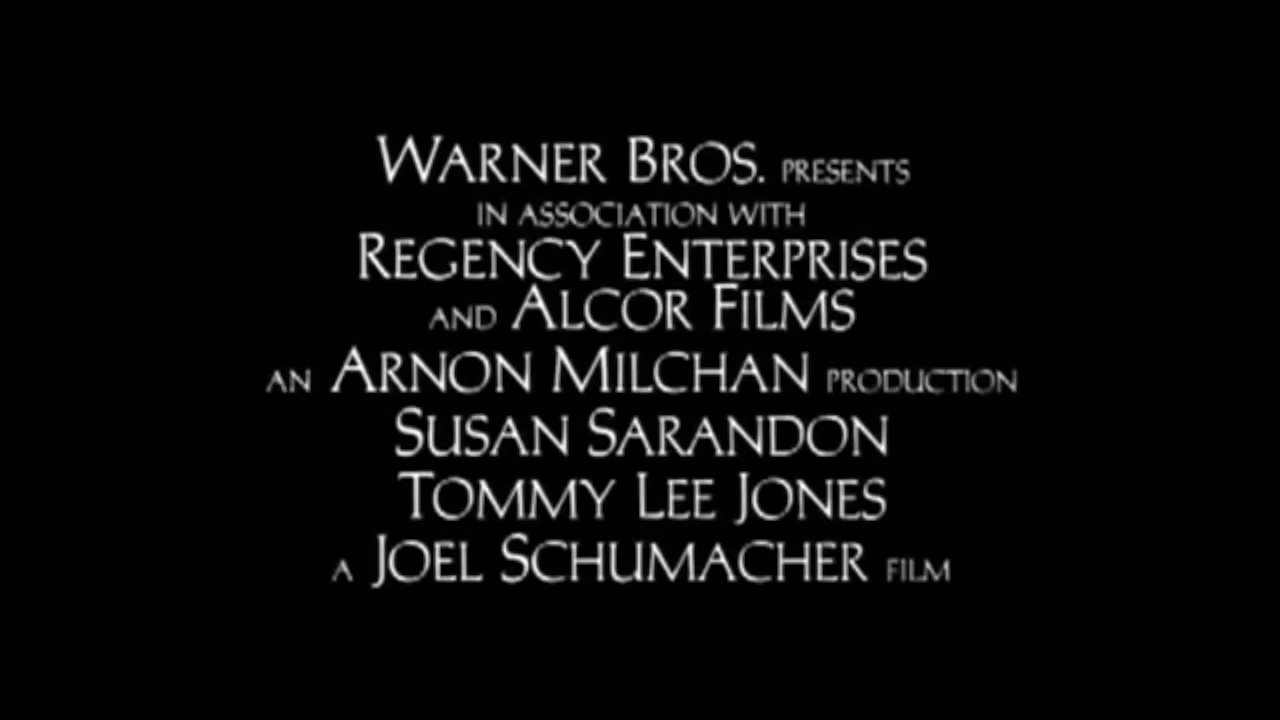 WARNER BROS. PRESENTS
IN ASSOCIATION WITH
REGENCY ENTERPRISES
AND ALCOR FILMS
AN ARNON MILCHAN PRODUCTION
SUSAN SARANDON
TOMMY LEE JONES
A JOEL SCHUMACHER FILM